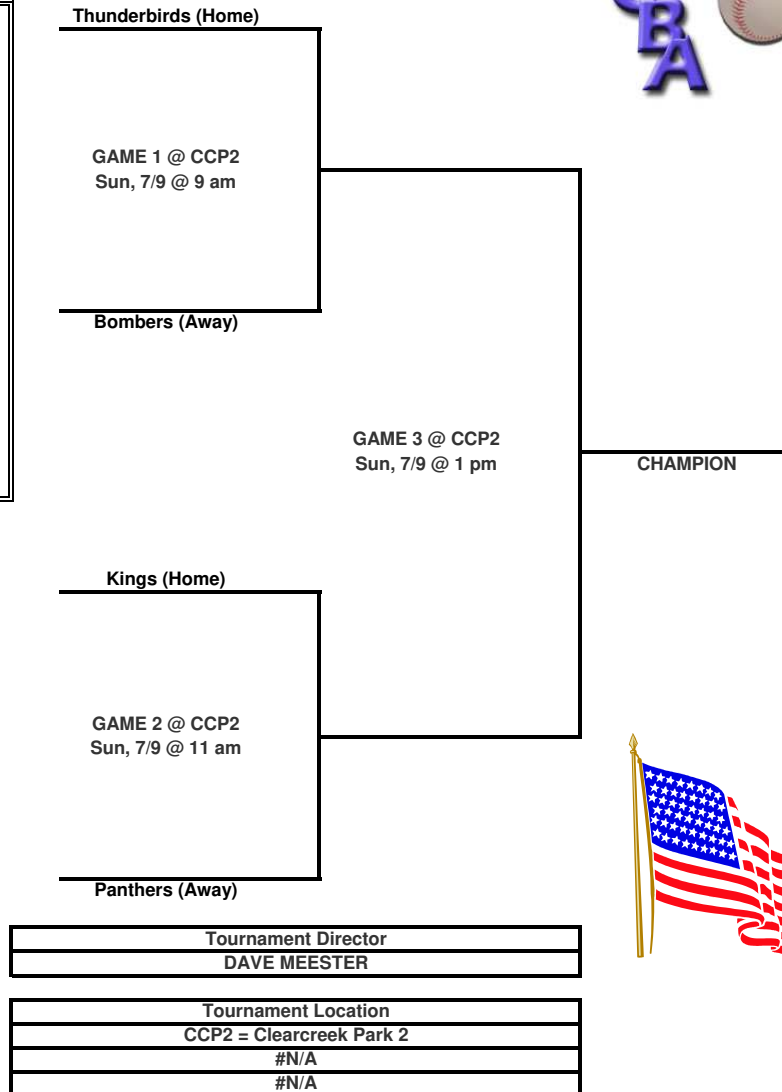 Thunderbirds (Home)
BA
GAME 1 @ CCP2
Sun, 7/9 @ 9 am
Bombers (Away)
GAME 3 @ CCP2
Sun, 7/9 @ 1 pm
CHAMPION
Kings (Home)
GAME 2 @ CCP2
Sun, 7/9 @ 11 am
Panthers (Away)
Tournament Director
DAVE MEESTER
Tournament Location
CCP2 = Clearcreek Park 2
#N/A
#N/A